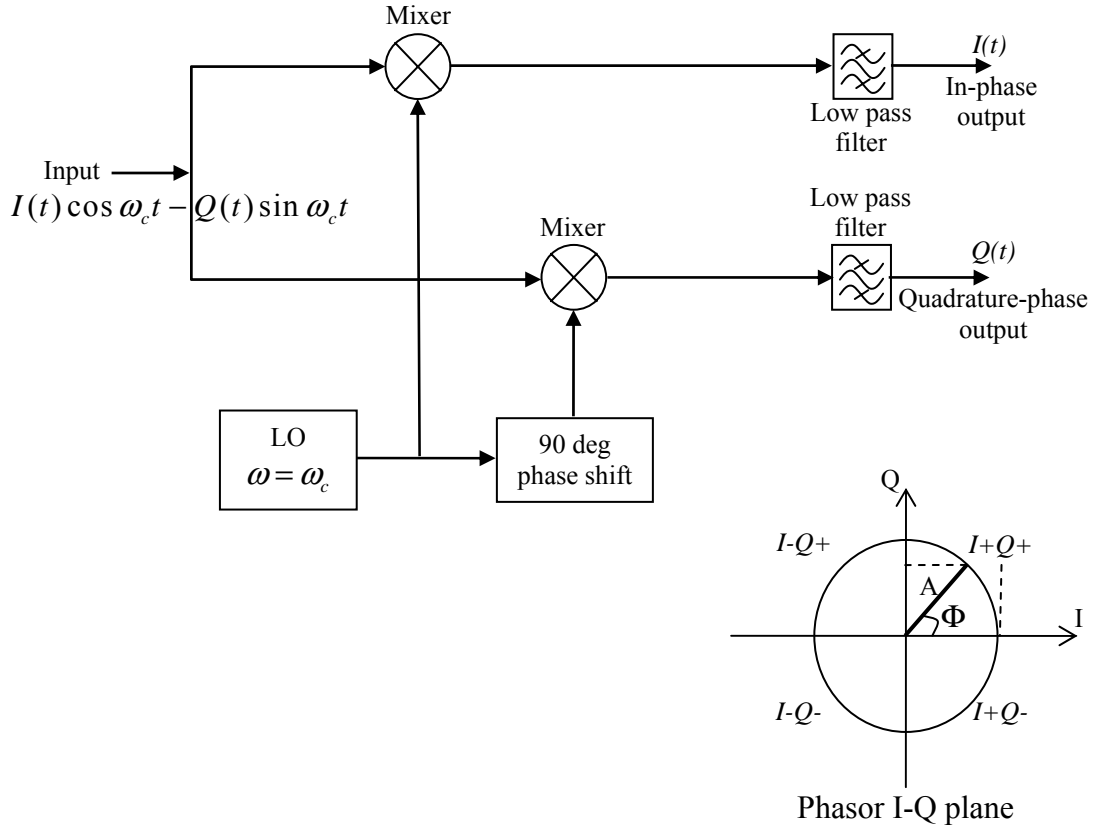 Mixer
I(t)
In-phase
output
Low pass
filter
Input
I(t) cos ω_c t − Q(t) sin ω_c t
Low pass
filter
Mixer
Q(t)
Quadrature-phase
output
LO
ω = ω_c
90 deg
phase shift
Q
I-Q+
I+Q+
A
Φ
I
I-Q-
I+Q-
Phasor I-Q plane